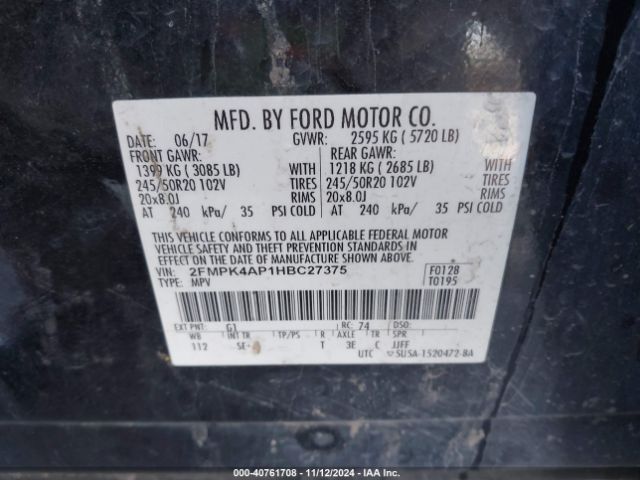 MFD. BY FORD MOTOR CO.
DATE: 06/17 GVWR: 2595 KG ( 5720 LB)
FRONT GAWR: REAR GAWR:
1399 KG ( 3085 LB) WITH 1218 KG ( 2685 LB) WITH
245/50R20 102V TIRES 245/50R20 102V TIRES
20x8.0J RIMS 20x8.0J RIMS
AT 240 kPa/ 35 PSI COLD AT 240 kPa/ 35 PSI COLD
THIS VEHICLE CONFORMS TO ALL APPLICABLE FEDERAL MOTOR
VEHICLE SAFETY AND THEFT PREVENTION STANDARDS IN
EFFECT ON THE DATE OF MANUFACTURE SHOWN ABOVE.
VIN: 2FMPK4AP1HBC27375 F0128
TYPE: MPV T0195
EXT PNT: G1 RC: 74 DSO:
WB INT TR TP/PS R AXLE TR SPR
112 SE T 3E C JJFF
UTC SUSA-1520472-BA
000-40761708 - 11/12/2024 - IAA Inc.